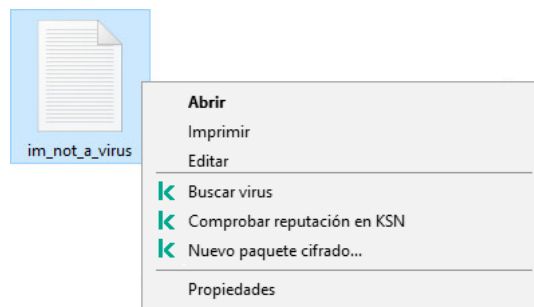 im_not_a_virus
Abrir
Imprimir
Editar
Buscar virus
Comprobar reputación en KSN
Nuevo paquete cifrado...
Propiedades